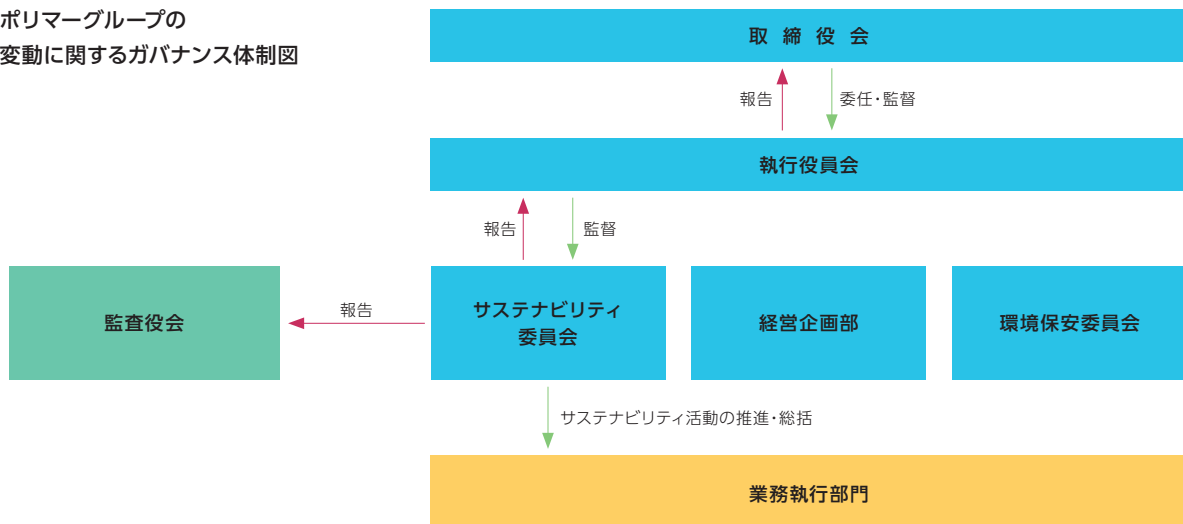 ポリマーグループの
変動に関するガバナンス体制図
取締役会
報告
委任・監督
執行役員会
報告
監督
監査役会
報告
サステナビリティ
委員会
経営企画部
環境保安委員会
サステナビリティ活動の推進・総括
業務執行部門